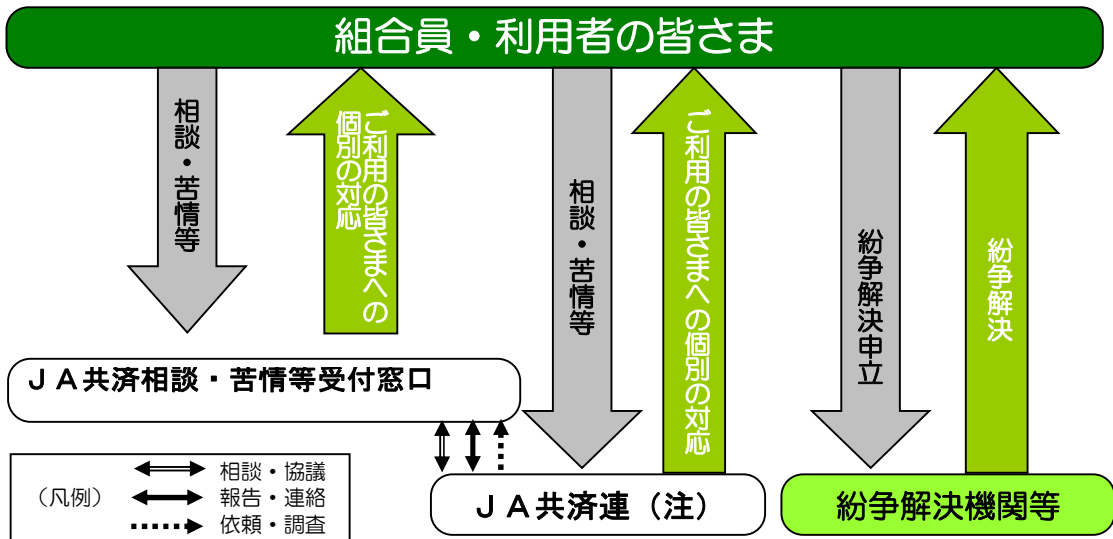 組合員・利用者の皆さま
相談・苦情等
ご利用の皆さまへの
個別の対応
相談・苦情等
ご利用の皆さまへの個別の対応
紛争解決申立
紛争解決
ＪＡ共済相談・苦情等受付窓口
（凡例）
相談・協議
報告・連絡
依頼・調査
ＪＡ共済連（注）
紛争解決機関等